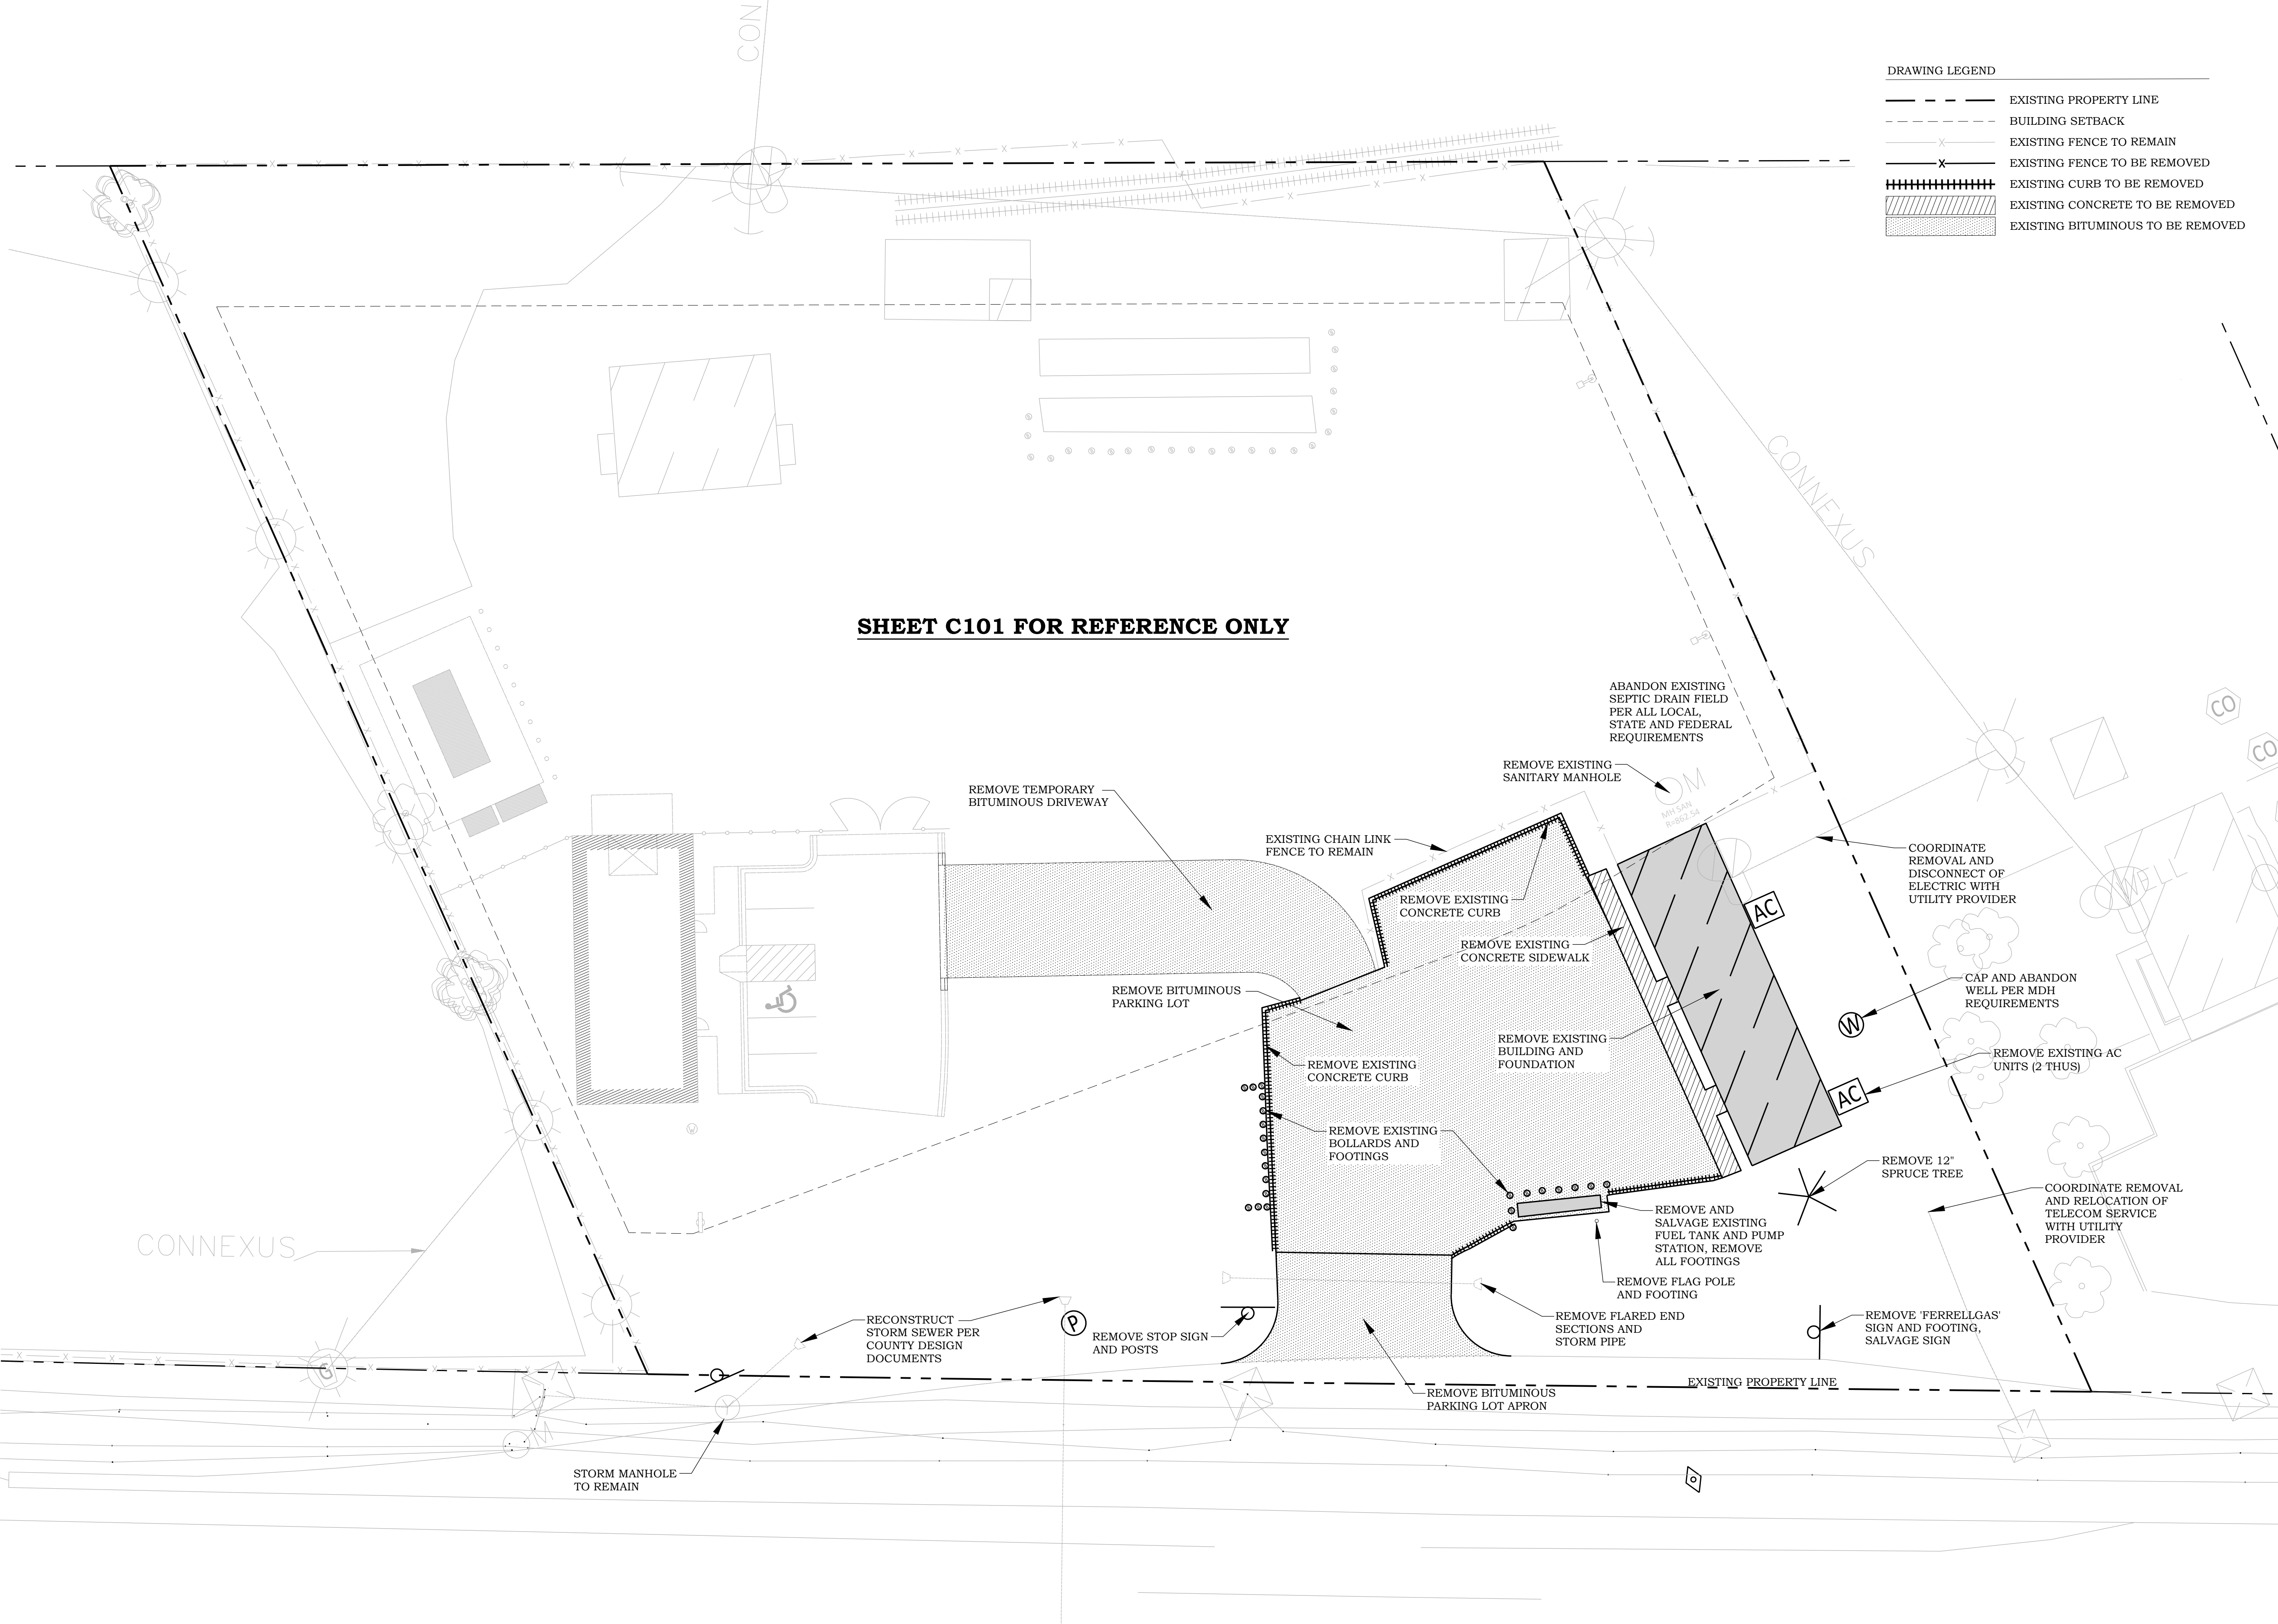 CON
DRAWING LEGEND
EXISTING PROPERTY LINE
BUILDING SETBACK
X
EXISTING FENCE TO REMAIN
X
EXISTING FENCE TO BE REMOVED
EXISTING CURB TO BE REMOVED
EXISTING CONCRETE TO BE REMOVED
EXISTING BITUMINOUS TO BE REMOVED
CONNEXUS
SHEET C101 FOR REFERENCE ONLY
ABANDON EXISTING
SEPTIC DRAIN FIELD
PER ALL LOCAL,
STATE AND FEDERAL
REQUIREMENTS
CO
CO
REMOVE EXISTING
SANITARY MANHOLE
M
MH SAN
R=862.54
REMOVE TEMPORARY
BITUMINOUS DRIVEWAY
EXISTING CHAIN LINK
FENCE TO REMAIN
COORDINATE
REMOVAL AND
DISCONNECT OF
ELECTRIC WITH
UTILITY PROVIDER
WELL
REMOVE EXISTING
CONCRETE CURB
AC
REMOVE EXISTING
CONCRETE SIDEWALK
REMOVE BITUMINOUS
PARKING LOT
CAP AND ABANDON
WELL PER MDH
REQUIREMENTS
W
REMOVE EXISTING
BUILDING AND
FOUNDATION
REMOVE EXISTING
CONCRETE CURB
REMOVE EXISTING AC
UNITS (2 THUS)
AC
REMOVE EXISTING
BOLLARDS AND
FOOTINGS
REMOVE 12"
SPRUCE TREE
COORDINATE REMOVAL
AND RELOCATION OF
TELECOM SERVICE
WITH UTILITY
PROVIDER
REMOVE AND
SALVAGE EXISTING
FUEL TANK AND PUMP
STATION, REMOVE
ALL FOOTINGS
CONNEXUS
REMOVE FLAG POLE
AND FOOTING
RECONSTRUCT
STORM SEWER PER
COUNTY DESIGN
DOCUMENTS
P
REMOVE STOP SIGN
AND POSTS
REMOVE FLARED END
SECTIONS AND
STORM PIPE
REMOVE 'FERRELLGAS'
SIGN AND FOOTING,
SALVAGE SIGN
G
EXISTING PROPERTY LINE
REMOVE BITUMINOUS
PARKING LOT APRON
STORM MANHOLE
TO REMAIN